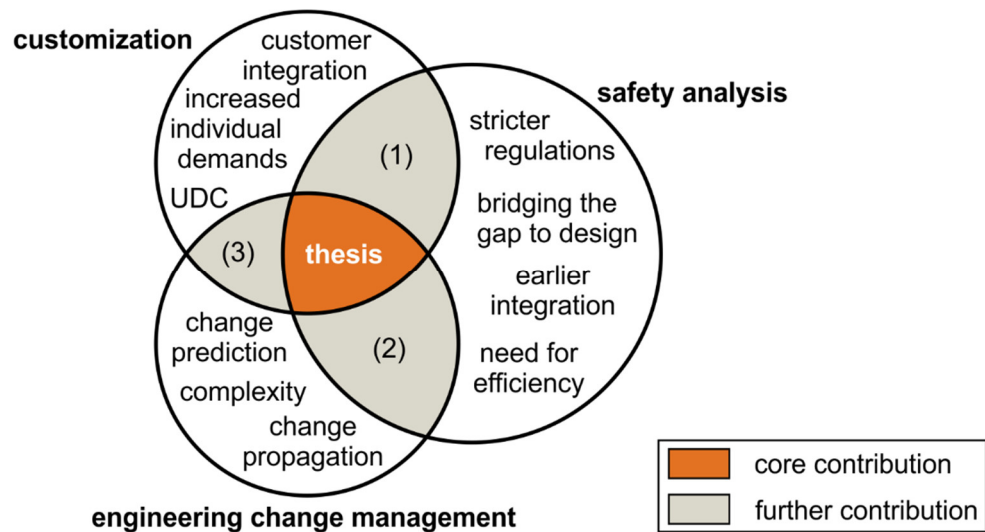 customization
customer
integration
increased
individual
demands
UDC
(1)
safety analysis
stricter
regulations
bridging the
gap to design
earlier
integration
need for
efficiency
(3)
thesis
(2)
change
prediction
complexity
change
propagation
engineering change management
core contribution
further contribution